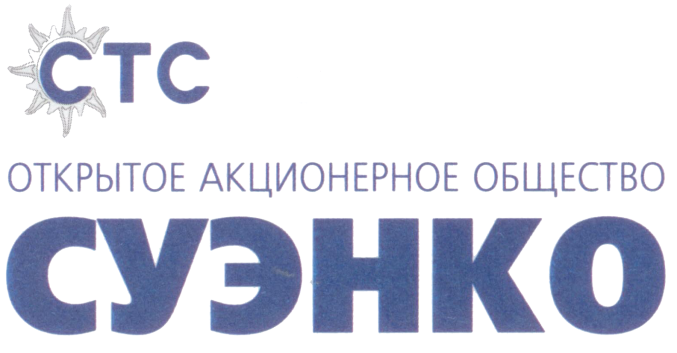 СТС
ОТКРЫТОЕ АКЦИОНЕРНОЕ ОБЩЕСТВО
СУЭНКО